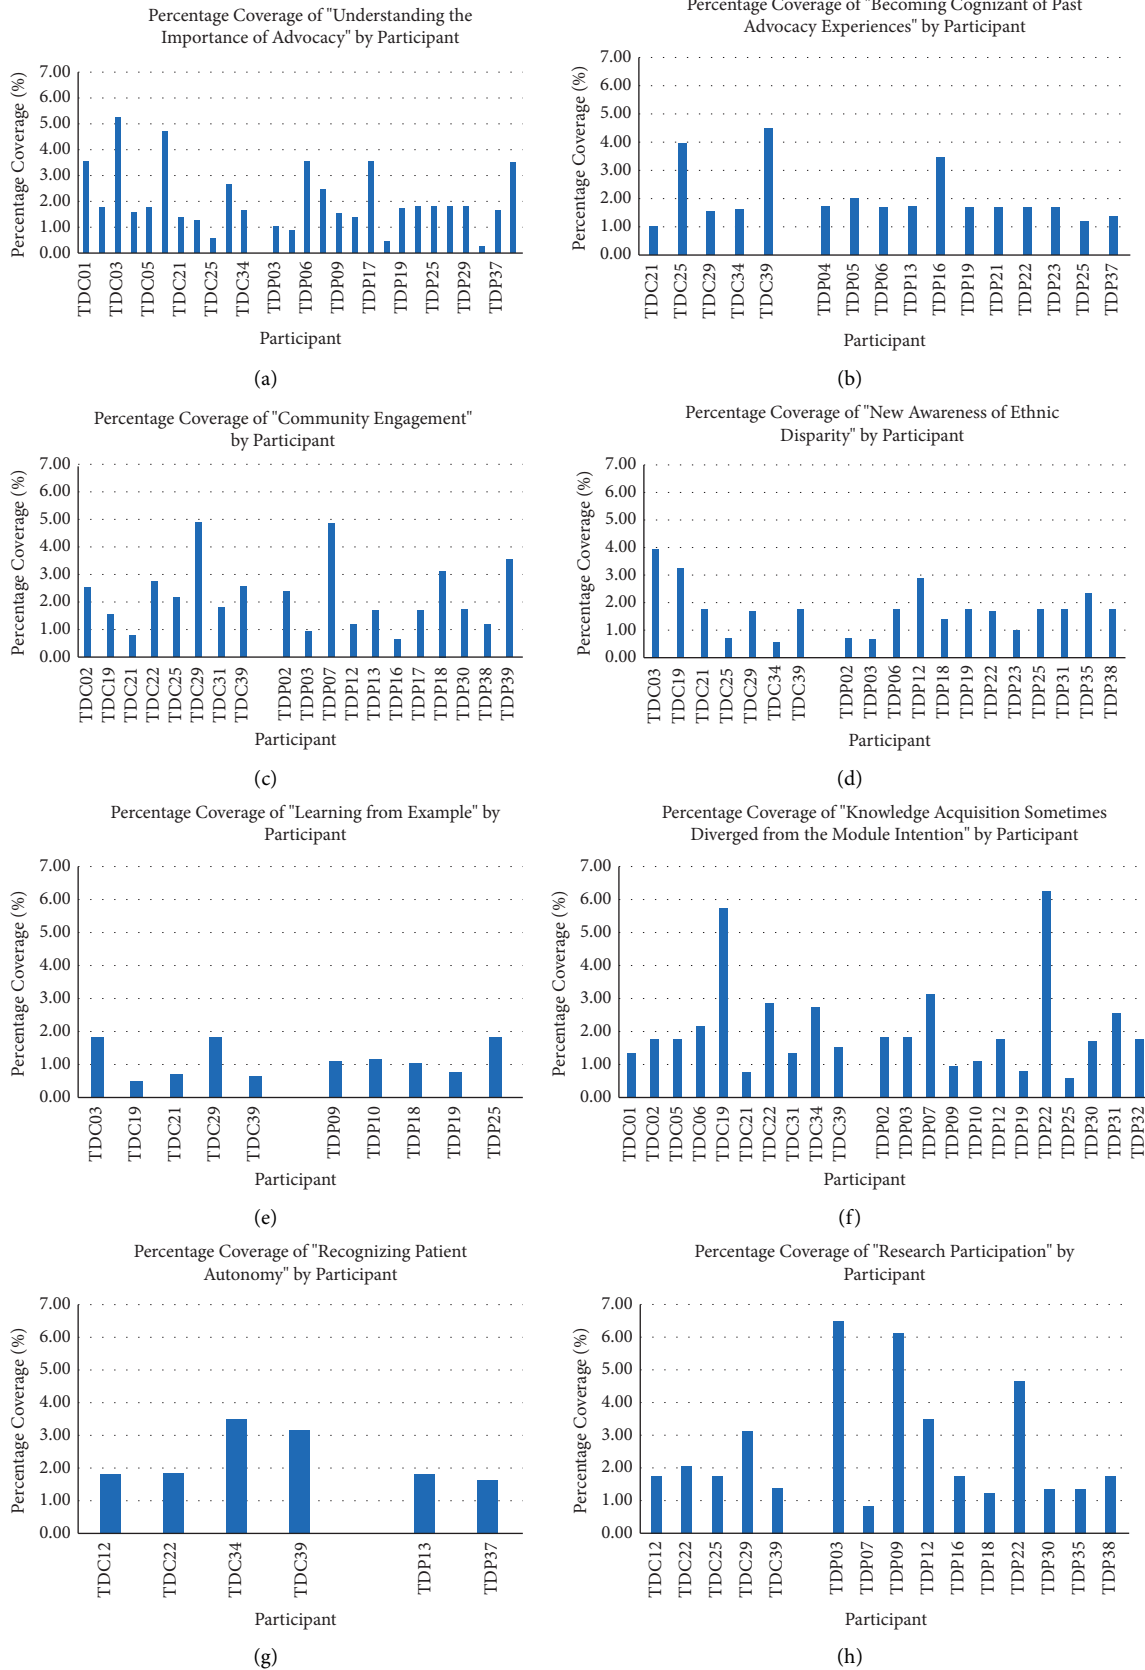 Percentage Coverage of "Understanding the
Importance of Advocacy" by Participant
Percentage Coverage (%)
7.00
6.00
5.00
4.00
3.00
2.00
1.00
0.00
TDC01
TDC03
TDC05
TDC21
TDC25
TDC34
TDP03
TDP06
TDP09
TDP17
TDP19
TDP25
TDP29
TDP37
Participant
(a)
Percentage Coverage of "Becoming Cognizant of Past
Advocacy Experiences" by Participant
Percentage Coverage (%)
7.00
6.00
5.00
4.00
3.00
2.00
1.00
0.00
TDC21
TDC25
TDC29
TDC34
TDC39
TDP04
TDP05
TDP06
TDP13
TDP16
TDP19
TDP21
TDP22
TDP23
TDP25
TDP37
Participant
(b)
Percentage Coverage of "Community Engagement"
by Participant
Percentage Coverage (%)
7.00
6.00
5.00
4.00
3.00
2.00
1.00
0.00
TDC02
TDC19
TDC21
TDC22
TDC25
TDC29
TDC31
TDC39
TDP02
TDP03
TDP07
TDP12
TDP13
TDP16
TDP17
TDP18
TDP30
TDP38
TDP39
Participant
(c)
Percentage Coverage of "New Awareness of Ethnic
Disparity" by Participant
Percentage Coverage (%)
7.00
6.00
5.00
4.00
3.00
2.00
1.00
0.00
TDC03
TDC19
TDC21
TDC25
TDC29
TDC34
TDC39
TDP02
TDP03
TDP06
TDP12
TDP18
TDP19
TDP22
TDP23
TDP25
TDP31
TDP35
TDP38
Participant
(d)
Percentage Coverage of "Learning from Example" by
Participant
Percentage Coverage (%)
7.00
6.00
5.00
4.00
3.00
2.00
1.00
0.00
TDC03
TDC19
TDC21
TDC29
TDC39
TDP09
TDP10
TDP18
TDP19
TDP25
Participant
(e)
Percentage Coverage of "Knowledge Acquisition Sometimes
Diverged from the Module Intention" by Participant
Percentage Coverage (%)
7.00
6.00
5.00
4.00
3.00
2.00
1.00
0.00
TDC01
TDC02
TDC05
TDC06
TDC19
TDC21
TDC22
TDC31
TDC34
TDC39
TDP02
TDP03
TDP07
TDP09
TDP10
TDP12
TDP19
TDP22
TDP25
TDP30
TDP31
TDP32
Participant
(f)
Percentage Coverage of "Recognizing Patient
Autonomy" by Participant
Percentage Coverage (%)
7.00
6.00
5.00
4.00
3.00
2.00
1.00
0.00
TDC12
TDC22
TDC34
TDC39
TDP13
TDP37
Participant
(g)
Percentage Coverage of "Research Participation" by
Participant
Percentage Coverage (%)
7.00
6.00
5.00
4.00
3.00
2.00
1.00
0.00
TDC12
TDC22
TDC25
TDC29
TDC39
TDP03
TDP07
TDP09
TDP12
TDP16
TDP18
TDP22
TDP30
TDP35
TDP38
Participant
(h)